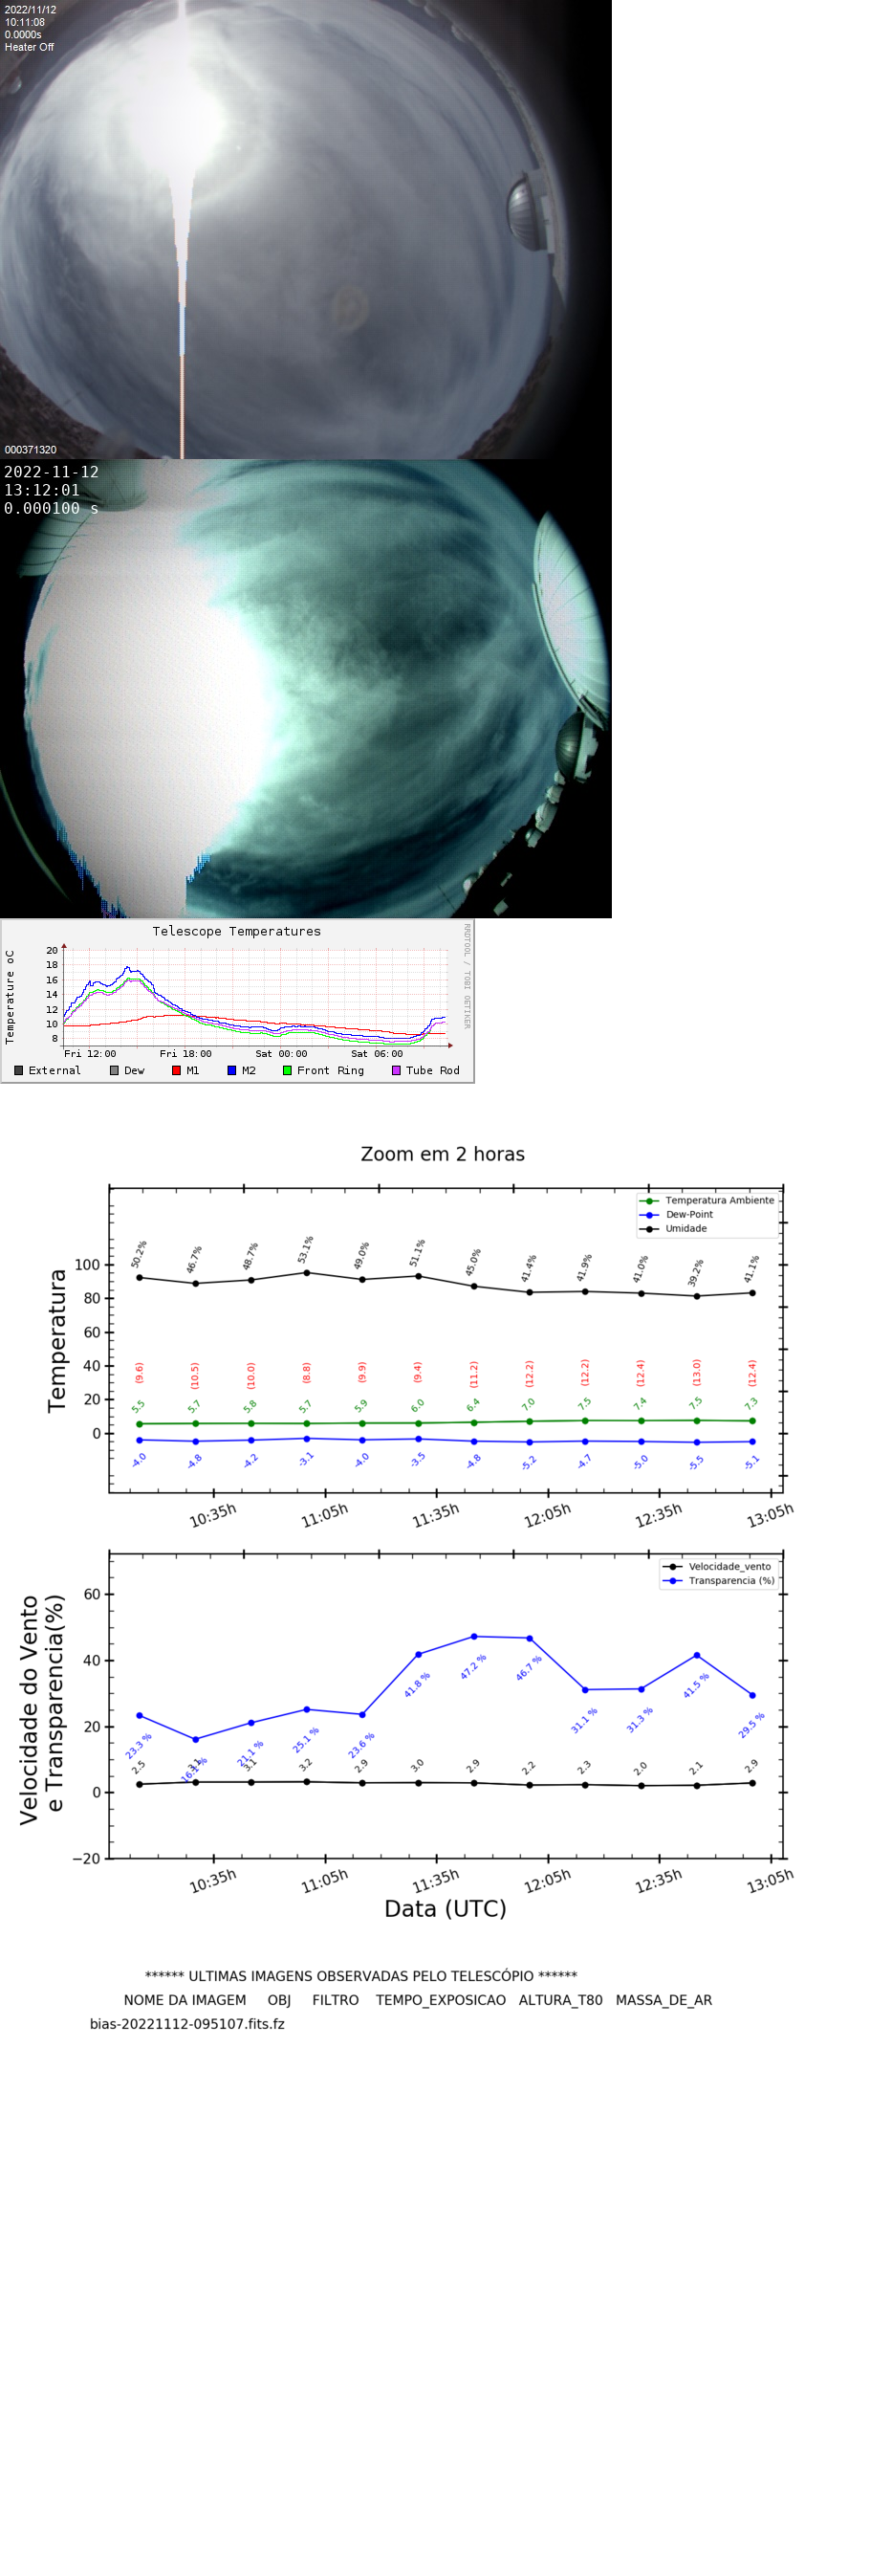 2022/11/12
10:11:08
0.0000s
Heater Off
000371320
2022-11-12
13:12:01
0.000100 s
Telescope Temperatures
RRDTOOL / TOBI OETIKER
Temperature oC
20
18
16
14
12
10
8
Fri 12:00 Fri 18:00 Sat 00:00 Sat 06:00
External Dew M1 M2 Front Ring Tube Rod
Zoom em 2 horas
Temperatura Ambiente
Dew-Point
Umidade
Temperatura
100
80
60
40
20
0
50.2% 46.7% 48.7% 53.1% 49.0% 51.1% 45.0% 41.4% 41.9% 41.0% 39.2% 41.1%
(9.6) (10.5) (10.0) (8.8) (9.9) (9.4) (11.2) (12.2) (12.2) (12.4) (13.0) (12.4)
5.5 5.7 5.8 5.7 5.9 6.0 6.4 7.0 7.5 7.4 7.5 7.3
-4.0 -4.8 -4.2 -3.1 -4.0 -3.5 -4.8 -5.2 -4.7 -5.0 -5.5 -5.1
10:35h 11:05h 11:35h 12:05h 12:35h 13:05h
Velocidade_vento
Transparencia (%)
Velocidade do Vento
e Transparencia(%)
60
40
20
0
−20
23.3 % 16.1 % 21.1 % 25.1 % 23.6 % 41.8 % 47.2 % 46.7 % 31.1 % 31.3 % 41.5 % 29.5 %
2.5 3.1 3.1 3.2 2.9 3.0 2.9 2.2 2.3 2.0 2.1 2.9
10:35h 11:05h 11:35h 12:05h 12:35h 13:05h
Data (UTC)
****** ULTIMAS IMAGENS OBSERVADAS PELO TELESCÓPIO ******
NOME DA IMAGEM OBJ FILTRO TEMPO_EXPOSICAO ALTURA_T80 MASSA_DE_AR
bias-20221112-095107.fits.fz